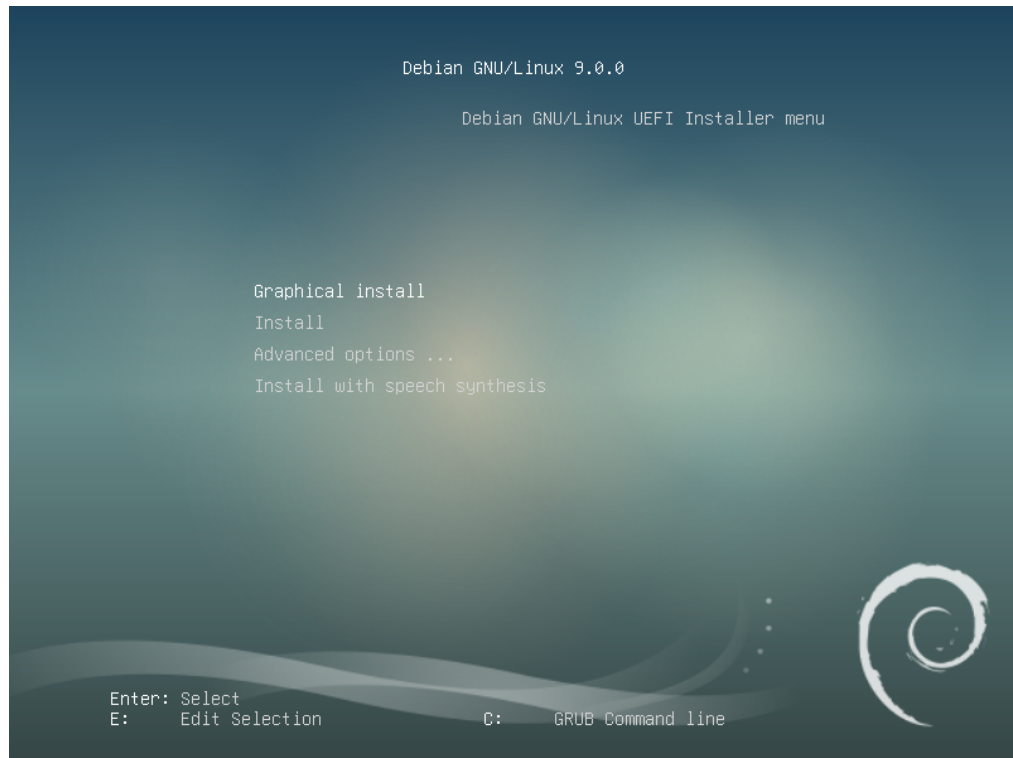 Debian GNU/Linux 9.0.0
Debian GNU/Linux UEFI Installer menu
Graphical install
Install
Advanced options ...
Install with speech synthesis
Enter: Select
E: Edit Selection C: GRUB Command line